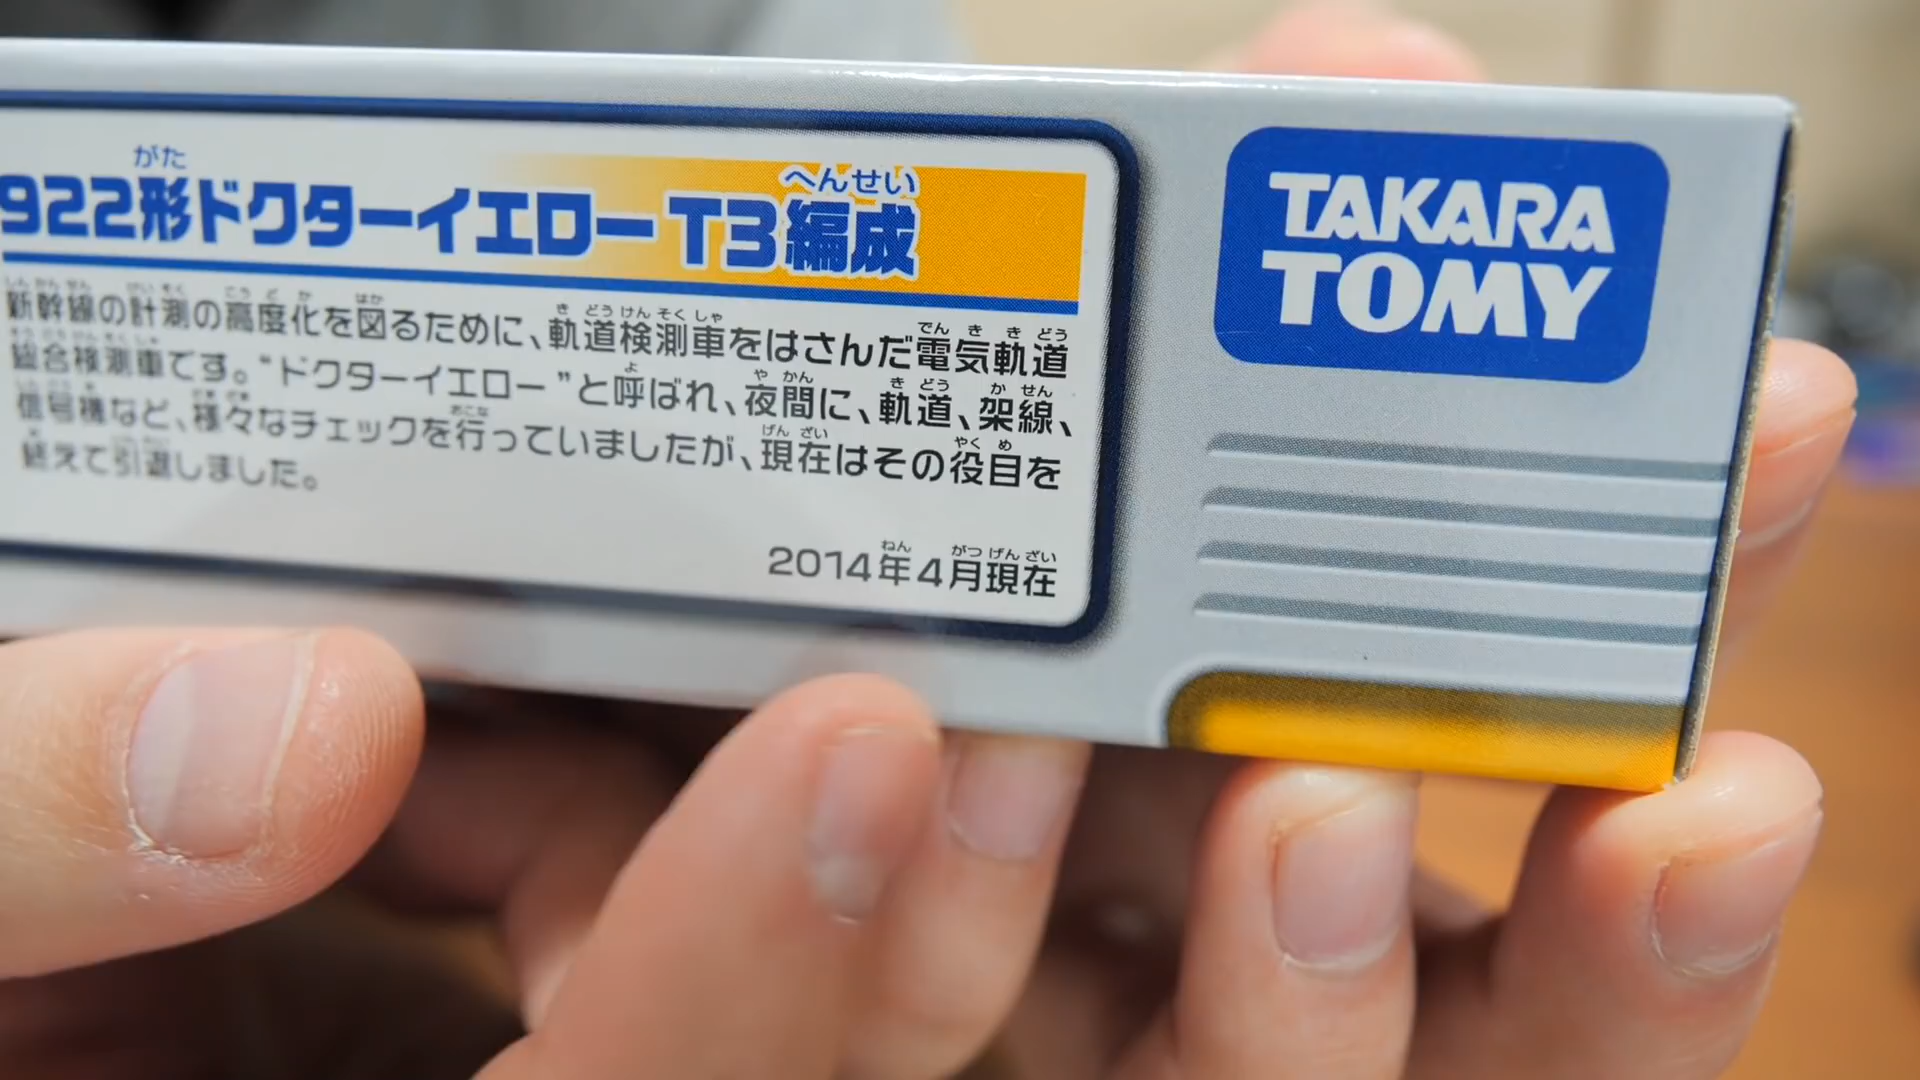 がた
へんせい
922形ドクターイエロー T3編成
しんかんせん けいそく こうどか はか きどうけんそくしゃ でんききどう
新幹線の計測の高度化を図るために、軌道検測車をはさんだ電気軌道
そうごうけんそくしゃ よ やかん きどう かせん
総合検測車です。“ドクターイエロー”と呼ばれ、夜間に、軌道、架線、
しんごうき さまざま おこな げんざい やくめ
信号機など、様々なチェックを行っていましたが、現在はその役目を
お いんたい
終えて引退しました。
ねん がつげんざい
2014年4月現在
TAKARA
TOMY